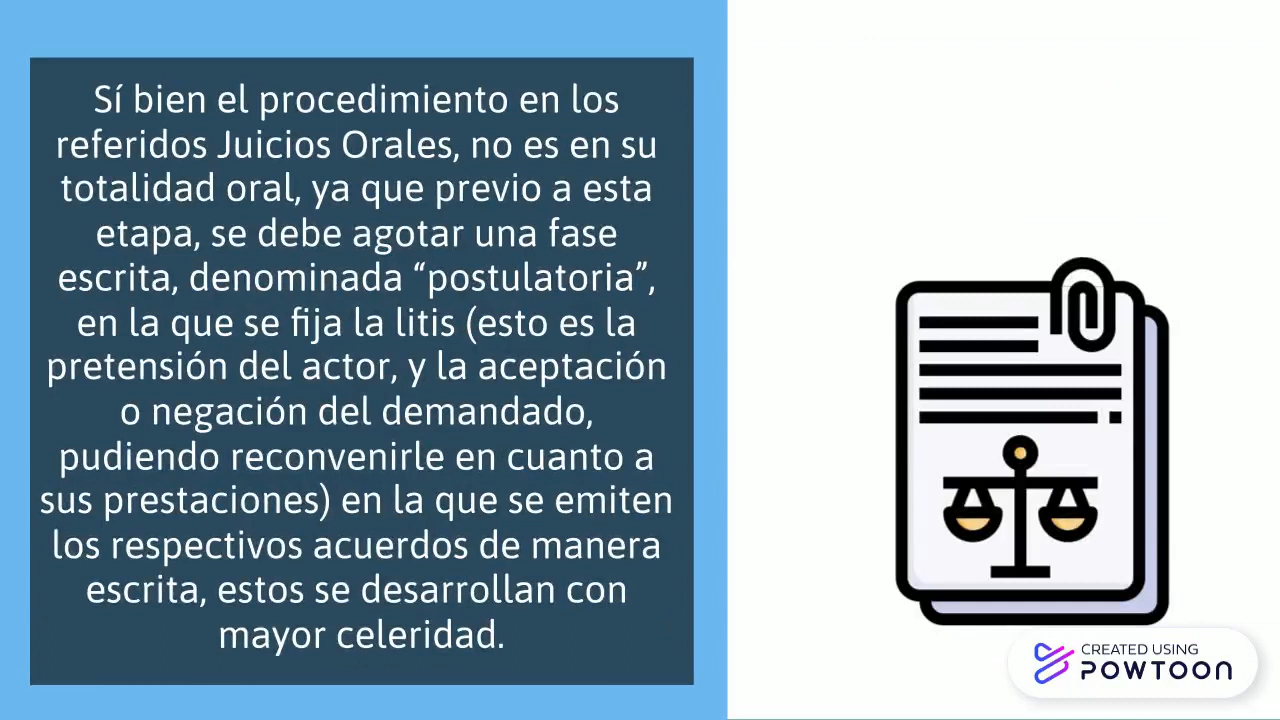 Sí bien el procedimiento en los
referidos Juicios Orales, no es en su
totalidad oral, ya que previo a esta
etapa, se debe agotar una fase
escrita, denominada “postulatoria”,
en la que se fija la litis (esto es la
pretensión del actor, y la aceptación
o negación del demandado,
pudiendo reconvenirle en cuanto a
sus prestaciones) en la que se emiten
los respectivos acuerdos de manera
escrita, estos se desarrollan con
mayor celeridad.
CREATED USING
POWTOON